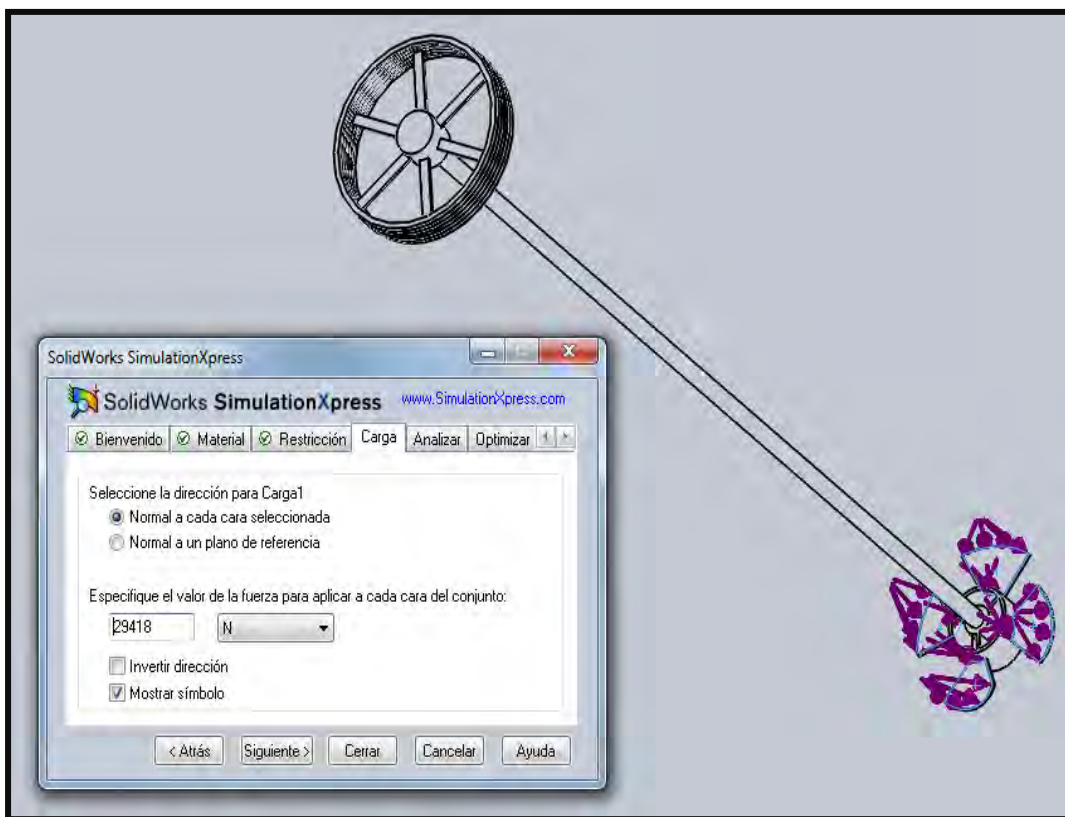 SolidWorks SimulationXpress
SolidWorks SimulationXpress www.SimulationXpress.com
Bienvenido Material Restricción Carga Analizar Optimizar
Seleccione la dirección para Carga1
Normal a cada cara seleccionada
Normal a un plano de referencia
Especifique el valor de la fuerza para aplicar a cada cara del conjunto:
29418 N
Invertir dirección
Mostrar símbolo
< Atrás Siguiente > Cerrar Cancelar Ayuda